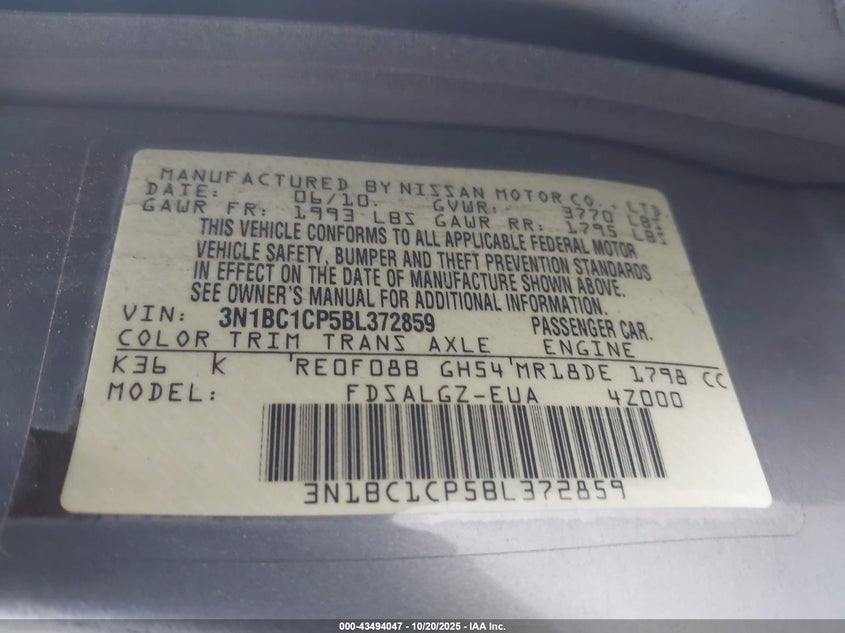 MANUFACTURED BY NISSAN MOTOR CO., LTD
DATE: 06/10. GVWR: 3770 LBS
GAWR FR: 1993 LBS GAWR RR: 1795 LBS
THIS VEHICLE CONFORMS TO ALL APPLICABLE FEDERAL MOTOR
VEHICLE SAFETY, BUMPER AND THEFT PREVENTION STANDARDS
IN EFFECT ON THE DATE OF MANUFACTURE SHOWN ABOVE.
SEE OWNER'S MANUAL FOR ADDITIONAL INFORMATION.
VIN: 3N1BC1CP5BL372859 PASSENGER CAR.
COLOR TRIM TRANS AXLE ENGINE
K36 K 'RE0F08B GH54'MR18DE 1798 CC
MODEL: FDSALGZ-EUA 4Z000
3N1BC1CP5BL372859
000-43494047 | 10/20/2025 | IAA Inc.